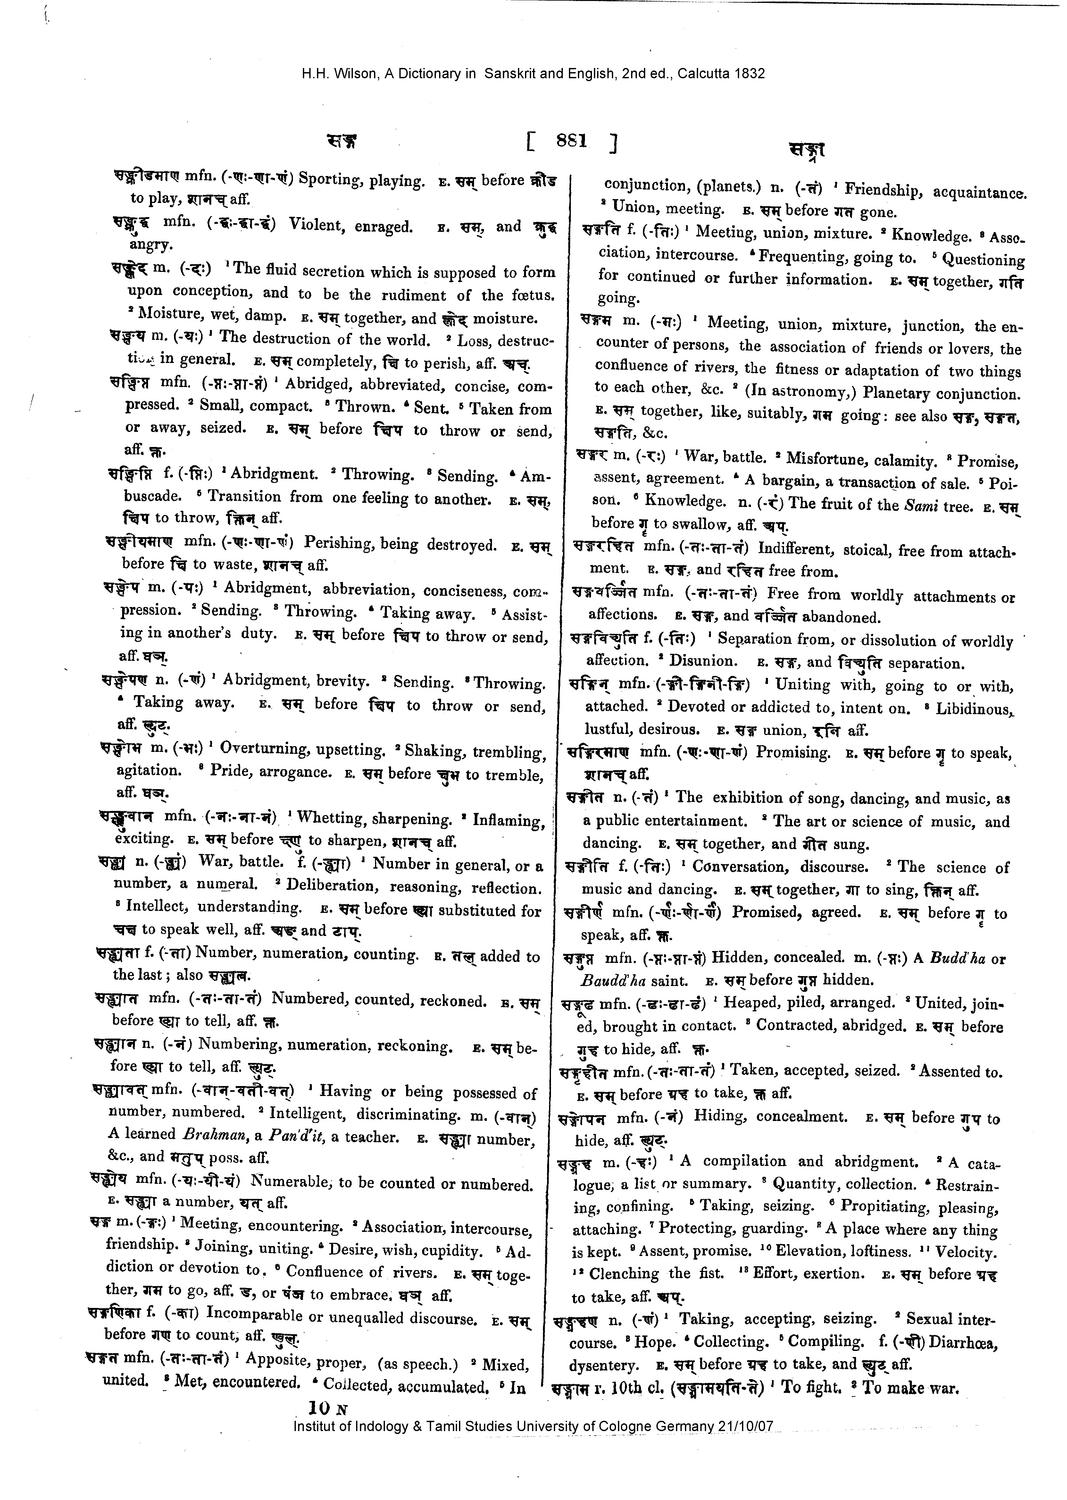 H.H. Wilson, A Dictionary in Sanskrit and English, 2nd ed., Calcutta 1832
सङ्ग
[ 881 ]
सङ्ग्रा
सङ्क्रीडमाण mfn. (-णः-णा-णं) Sporting, playing. E. सम् before क्रीड
to play, शानच् aff.
सङ्क्रुद्ध mfn. (-द्धः-द्धा-द्धं) Violent, enraged. E. सम्, and क्रुद्ध
angry.
सङ्क्लेद m. (-दः) ¹ The fluid secretion which is supposed to form
upon conception, and to be the rudiment of the fœtus.
² Moisture, wet, damp. E. सम् together, and क्लेद moisture.
सङ्क्षय m. (-यः) ¹ The destruction of the world. ² Loss, destruc-
in general. E. सम् completely, क्षि to perish, aff. अच्.
सङ्क्षिप्त mfn. (-प्तः-प्ता-प्तं) ¹ Abridged, abbreviated, concise, com-
pressed. ² Small, compact. ³ Thrown. ⁴ Sent. ⁵ Taken from
or away, seized. E. सम् before क्षिप to throw or send,
aff. क्त.
सङ्क्षिप्ति f. (-प्तिः) ¹ Abridgment. ² Throwing. ³ Sending. ⁴ Am-
buscade. ⁵ Transition from one feeling to another. E. सम्,
क्षिप to throw, क्तिन् aff.
सङ्क्षीयमाण mfn. (-णः-णा-णं) Perishing, being destroyed. E. सम्
before क्षि to waste, शानच् aff.
सङ्क्षेप m. (-पः) ¹ Abridgment, abbreviation, conciseness, com-
pression. ² Sending. ³ Throwing. ⁴ Taking away. ⁵ Assist-
ing in another's duty. E. सम् before क्षिप to throw or send,
aff. घञ्.
सङ्क्षेपण n. (-णं) ¹ Abridgment, brevity. ² Sending. ³ Throwing.
⁴ Taking away. E. सम् before क्षिप to throw or send,
aff. ल्युट्.
सङ्क्षोभ m. (-भः) ¹ Overturning, upsetting. ² Shaking, trembling,
agitation. ³ Pride, arrogance. E. सम् before क्षुभ to tremble,
aff. घञ्.
सङ्क्ष्णुवान mfn. (-नः-ना-नं) ¹ Whetting, sharpening. ² Inflaming,
exciting. E. सम् before क्ष्णु to sharpen, शानच् aff.
सङ्ख्य n. (-ङ्ख्यं) War, battle. f. (-ङ्ख्या) ¹ Number in general, or a
number, a numeral. ² Deliberation, reasoning, reflection.
³ Intellect, understanding. E. सम् before ख्या substituted for
चक्ष to speak well, aff. अङ् and टाप्.
सङ्ख्यता f. (-ता) Number, numeration, counting. E. तल् added to
the last; also सङ्ख्यत्व.
सङ्ख्यात mfn. (-तः-ता-तं) Numbered, counted, reckoned. E. सम्
before ख्या to tell, aff. क्त.
सङ्ख्यान n. (-नं) Numbering, numeration, reckoning. E. सम् be-
fore ख्या to tell, aff. ल्युट्.
सङ्ख्यावत् mfn. (-वान्-वती-वत्) ¹ Having or being possessed of
number, numbered. ² Intelligent, discriminating. m. (-वान्)
A learned Brahman, a Pan'd'it, a teacher. E. सङ्ख्या number,
&c., and मतुप् poss. aff.
सङ्ख्येय mfn. (-यः-यी-यं) Numerable, to be counted or numbered.
E. सङ्ख्या a number, यत् aff.
सङ्ग m. (-ङ्गः) ¹ Meeting, encountering. ² Association, intercourse,
friendship. ³ Joining, uniting. ⁴ Desire, wish, cupidity. ⁵ Ad-
diction or devotion to. ⁶ Confluence of rivers. E. सम् toge-
ther, गम to go, aff. ड, or षंज to embrace, घञ् aff.
सङ्गणिका f. (-का) Incomparable or unequalled discourse. E. सम्
before गण to count, aff. ण्वुल्.
सङ्गत mfn. (-तः-ता-तं) ¹ Apposite, proper, (as speech.) ² Mixed,
united. ³ Met, encountered. ⁴ Collected, accumulated. ⁵ In
10 N
conjunction, (planets.) n. (-तं) ¹ Friendship, acquaintance.
² Union, meeting. E. सम् before गत gone.
सङ्गति f. (-तिः) ¹ Meeting, union, mixture. ² Knowledge. ³ Asso-
ciation, intercourse. ⁴ Frequenting, going to. ⁵ Questioning
for continued or further information. E. सम् together, गति
going.
सङ्गम m. (-मः) ¹ Meeting, union, mixture, junction, the en-
counter of persons, the association of friends or lovers, the
confluence of rivers, the fitness or adaptation of two things
to each other, &c. ² (In astronomy,) Planetary conjunction.
E. सम् together, like, suitably, गम going: see also सङ्ग, सङ्गत,
सङ्गति, &c.
सङ्गर m. (-रः) ¹ War, battle. ² Misfortune, calamity. ³ Promise,
assent, agreement. ⁴ A bargain, a transaction of sale. ⁵ Poi-
son. ⁶ Knowledge. n. (-रं) The fruit of the Sami tree. E. सम्
before गॄ to swallow, aff. अप्.
सङ्गरहित mfn. (-तः-ता-तं) Indifferent, stoical, free from attach-
ment. E. सङ्ग, and रहित free from.
सङ्गवर्ज्जित mfn. (-तः-ता-तं) Free from worldly attachments or
affections. E. सङ्ग, and वर्ज्जित abandoned.
सङ्गविच्युति f. (-तिः) ¹ Separation from, or dissolution of worldly
affection. ² Disunion. E. सङ्ग, and विच्युति separation.
सङ्गिन् mfn. (-ङ्गी-ङ्गिनी-ङ्गि) ¹ Uniting with, going to or with,
attached. ² Devoted or addicted to, intent on. ³ Libidinous,
lustful, desirous. E. सङ्ग union, इनि aff.
सङ्गिरमाण mfn. (-णः-णा-णं) Promising. E. सम् before गॄ to speak,
शानच् aff.
सङ्गीत n. (-तं) ¹ The exhibition of song, dancing, and music, as
a public entertainment. ² The art or science of music, and
dancing. E. सम् together, and गीत sung.
सङ्गीति f. (-तिः) ¹ Conversation, discourse. ² The science of
music and dancing. E. सम् together, गा to sing, क्तिन् aff.
सङ्गीर्ण mfn. (-र्णः-र्णा-र्णं) Promised, agreed. E. सम् before गॄ to
speak, aff. क्त.
सङ्गुप्त mfn. (-प्तः-प्ता-प्तं) Hidden, concealed. m. (-प्तः) A Budd'ha or
Baudd'ha saint. E. सम् before गुप्त hidden.
सङ्गूढ mfn. (-ढः-ढा-ढं) ¹ Heaped, piled, arranged. ² United, join-
ed, brought in contact. ³ Contracted, abridged. E. सम् before
गुह to hide, aff. क्त.
सङ्गृहीत mfn. (-तः-ता-तं) ¹ Taken, accepted, seized. ² Assented to.
E. सम् before ग्रह to take, क्त aff.
सङ्गोपन mfn. (-नं) Hiding, concealment. E. सम् before गुप to
hide, aff. ल्युट्.
सङ्ग्रह m. (-हः) ¹ A compilation and abridgment. ² A cata-
logue, a list or summary. ³ Quantity, collection. ⁴ Restrain-
ing, confining. ⁵ Taking, seizing. ⁶ Propitiating, pleasing,
attaching. ⁷ Protecting, guarding. ⁸ A place where any thing
is kept. ⁹ Assent, promise. ¹⁰ Elevation, loftiness. ¹¹ Velocity.
¹² Clenching the fist. ¹³ Effort, exertion. E. सम् before ग्रह
to take, aff. अप्.
सङ्ग्रहण n. (-णं) ¹ Taking, accepting, seizing. ² Sexual inter-
course. ³ Hope. ⁴ Collecting. ⁵ Compiling. f. (-णी) Diarrhœa,
dysentery. E. सम् before ग्रह to take, and ल्युट् aff.
सङ्ग्राम r. 10th cl. (सङ्ग्रामयति-ते) ¹ To fight. ² To make war.
Institut of Indology & Tamil Studies University of Cologne Germany 21/10/07